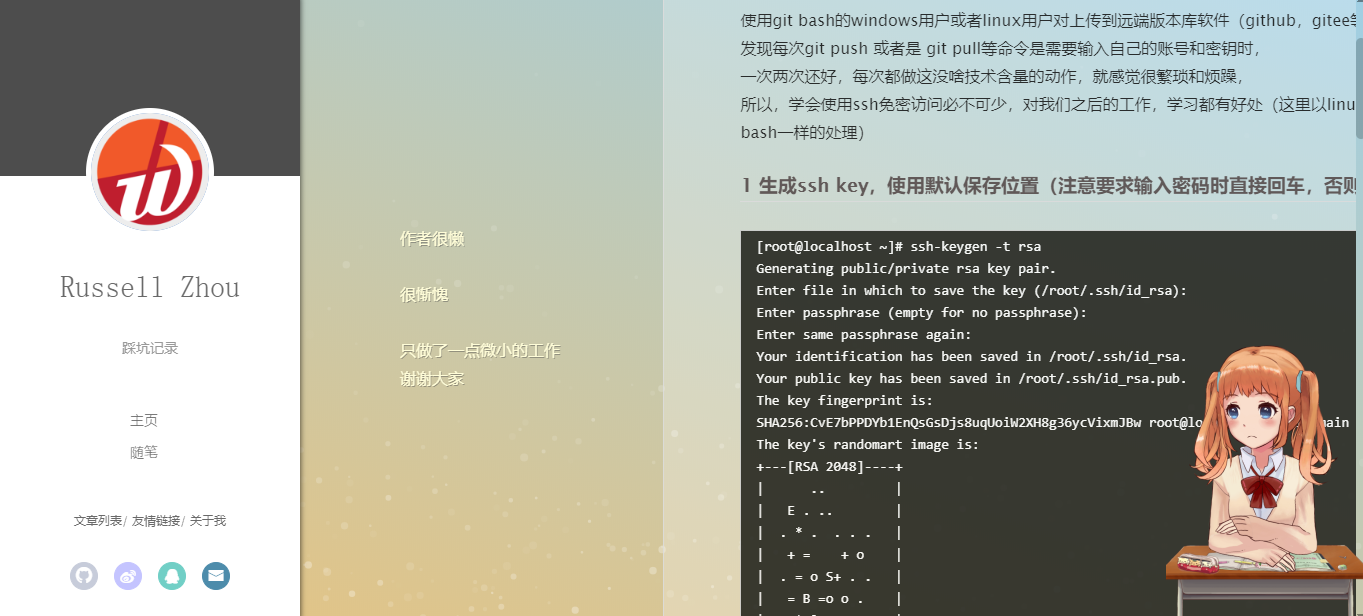 Russell Zhou
踩坑记录
主页
随笔
文章列表/ 友情链接/ 关于我
作者很懒
很惭愧
只做了一点微小的工作
谢谢大家
使用git bash的windows用户或者linux用户对上传到远端版本库软件（github，gitee等
发现每次git push 或者是 git pull等命令是需要输入自己的账号和密钥时，
一次两次还好，每次都做这没啥技术含量的动作，就感觉很繁琐和烦躁，
所以，学会使用ssh免密访问必不可少，对我们之后的工作，学习都有好处（这里以linu
bash一样的处理）
1 生成ssh key，使用默认保存位置（注意要求输入密码时直接回车，否则
[root@localhost ~]# ssh-keygen -t rsa
Generating public/private rsa key pair.
Enter file in which to save the key (/root/.ssh/id_rsa):
Enter passphrase (empty for no passphrase):
Enter same passphrase again:
Your identification has been saved in /root/.ssh/id_rsa.
Your public key has been saved in /root/.ssh/id_rsa.pub.
The key fingerprint is:
SHA256:CvE7bPPDYb1EnQsGsDjs8uqUoiW2XH8g36ycVixmJBw root@lo main
The key's randomart image is:
+---[RSA 2048]----+
|      ..         |
|   E . ..        |
|  . * .  . . .   |
|   + =    + o    |
|  . = o S+ . .   |
|   = B =o o .    |